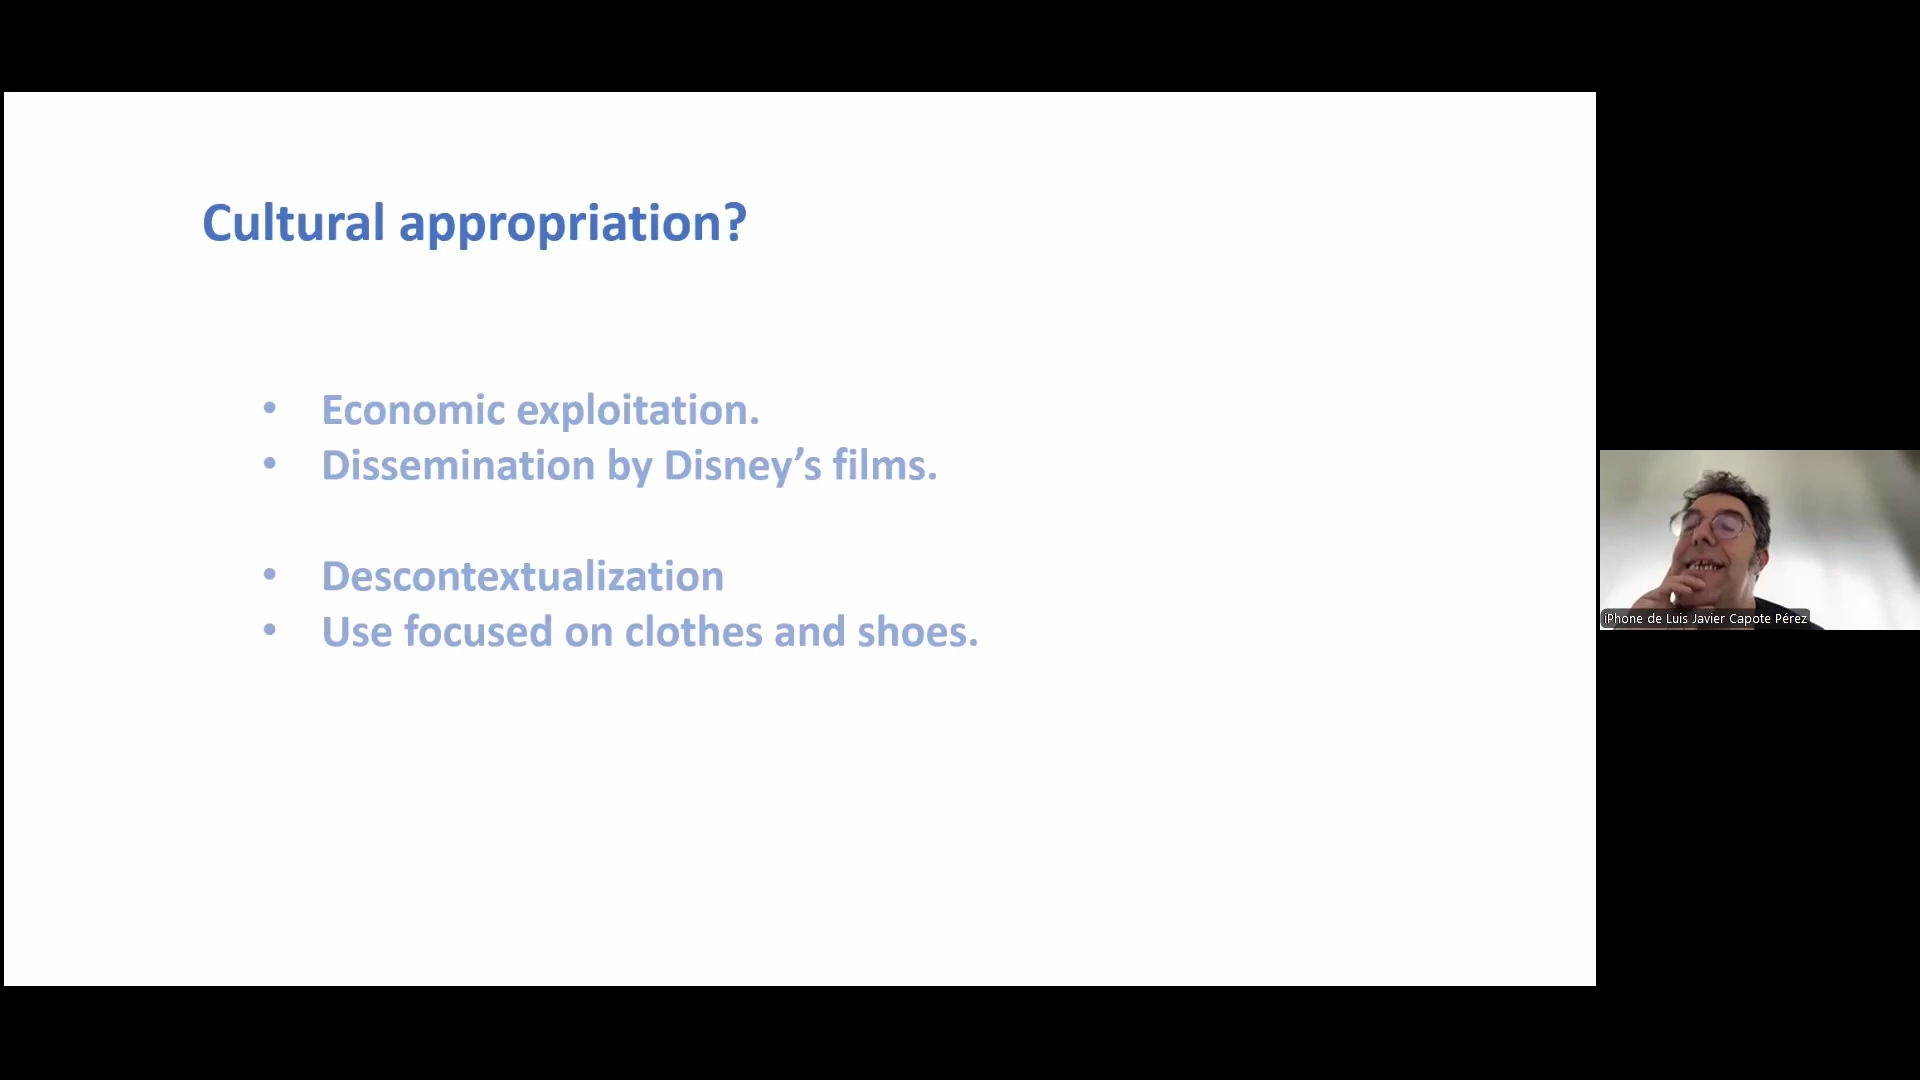 Cultural appropriation?
• Economic exploitation.
• Dissemination by Disney’s films.
• Descontextualization
• Use focused on clothes and shoes.
iPhone de Luis Javier Capote Pérez